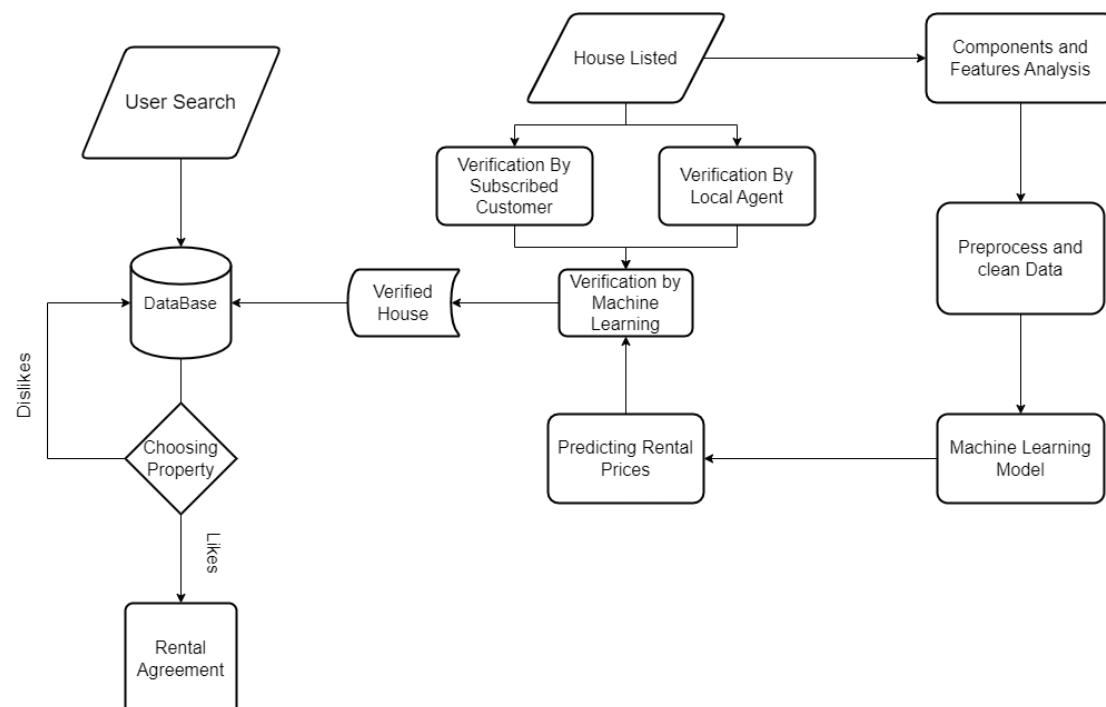 House Listed
Components and
Features Analysis
User Search
Verification By
Subscribed
Customer
Verification By
Local Agent
Preprocess and
clean Data
DataBase
Verified
House
Verification by
Machine
Learning
Dislikes
Choosing
Property
Predicting Rental
Prices
Machine Learning
Model
Likes
Rental
Agreement